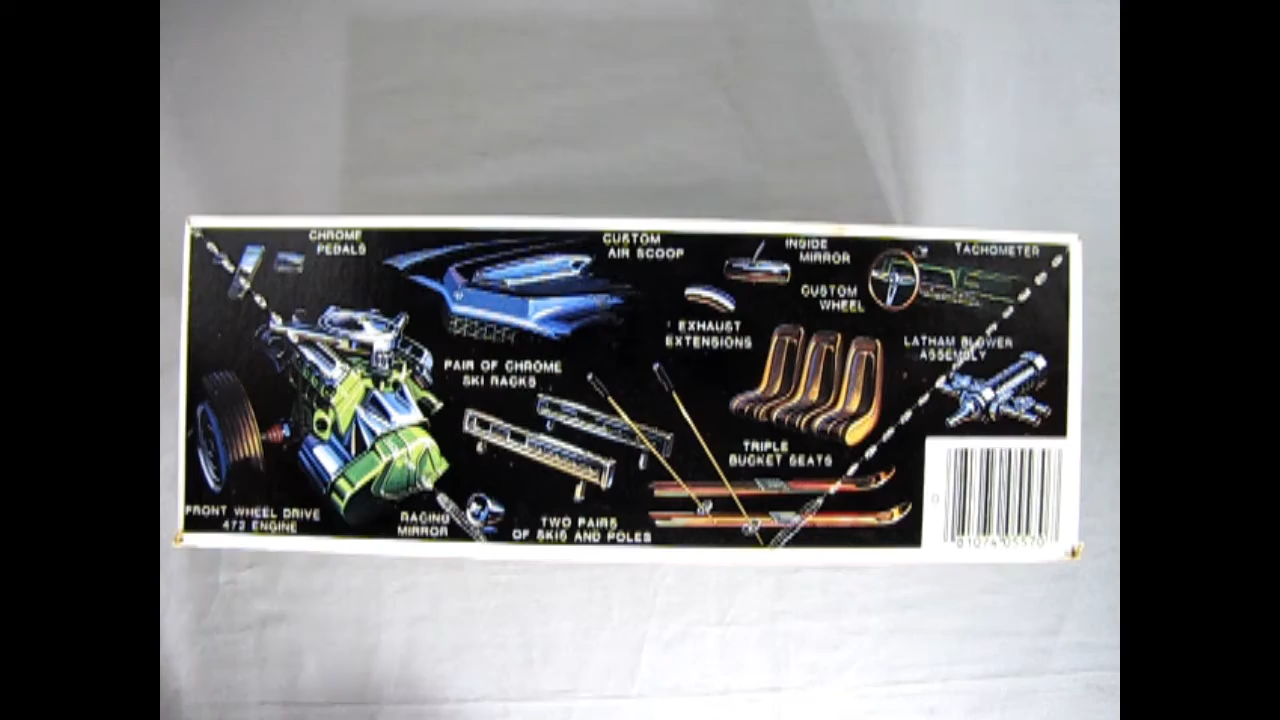 CHROME
PEDALS
CUSTOM
AIR SCOOP
INSIDE
MIRROR
TACHOMETER
CUSTOM
WHEEL
EXHAUST
EXTENSIONS
LATHAM BLOWER
ASSEMBLY
PAIR OF CHROME
SKI RACKS
TRIPLE
BUCKET SEATS
FRONT WHEEL DRIVE
472 ENGINE
RACING
MIRROR
TWO PAIRS
OF SKIS AND POLES